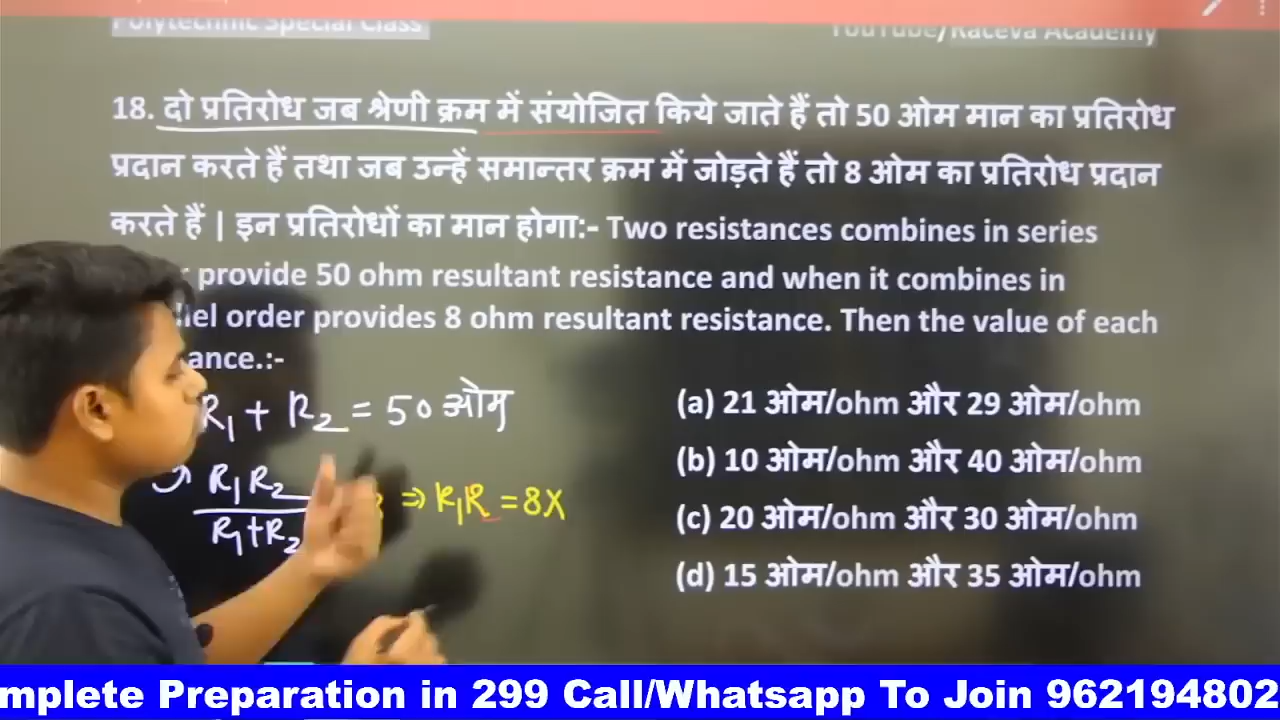 Polytechnic Special Class
YouTube/Raceva Academy
18. दो प्रतिरोध जब श्रेणी क्रम में संयोजित किये जाते हैं तो 50 ओम मान का प्रतिरोध
प्रदान करते हैं तथा जब उन्हें समान्तर क्रम में जोड़ते हैं तो 8 ओम का प्रतिरोध प्रदान
करते हैं | इन प्रतिरोधों का मान होगा:- Two resistances combines in series
provide 50 ohm resultant resistance and when it combines in
order provides 8 ohm resultant resistance. Then the value of each
R₁ + R₂ = 50 ओम
R₁R₂
R₁+R₂
⇒ R₁R = 8X
(a) 21 ओम/ohm और 29 ओम/ohm
(b) 10 ओम/ohm और 40 ओम/ohm
(c) 20 ओम/ohm और 30 ओम/ohm
(d) 15 ओम/ohm और 35 ओम/ohm
mplete Preparation in 299 Call/Whatsapp To Join 962194802